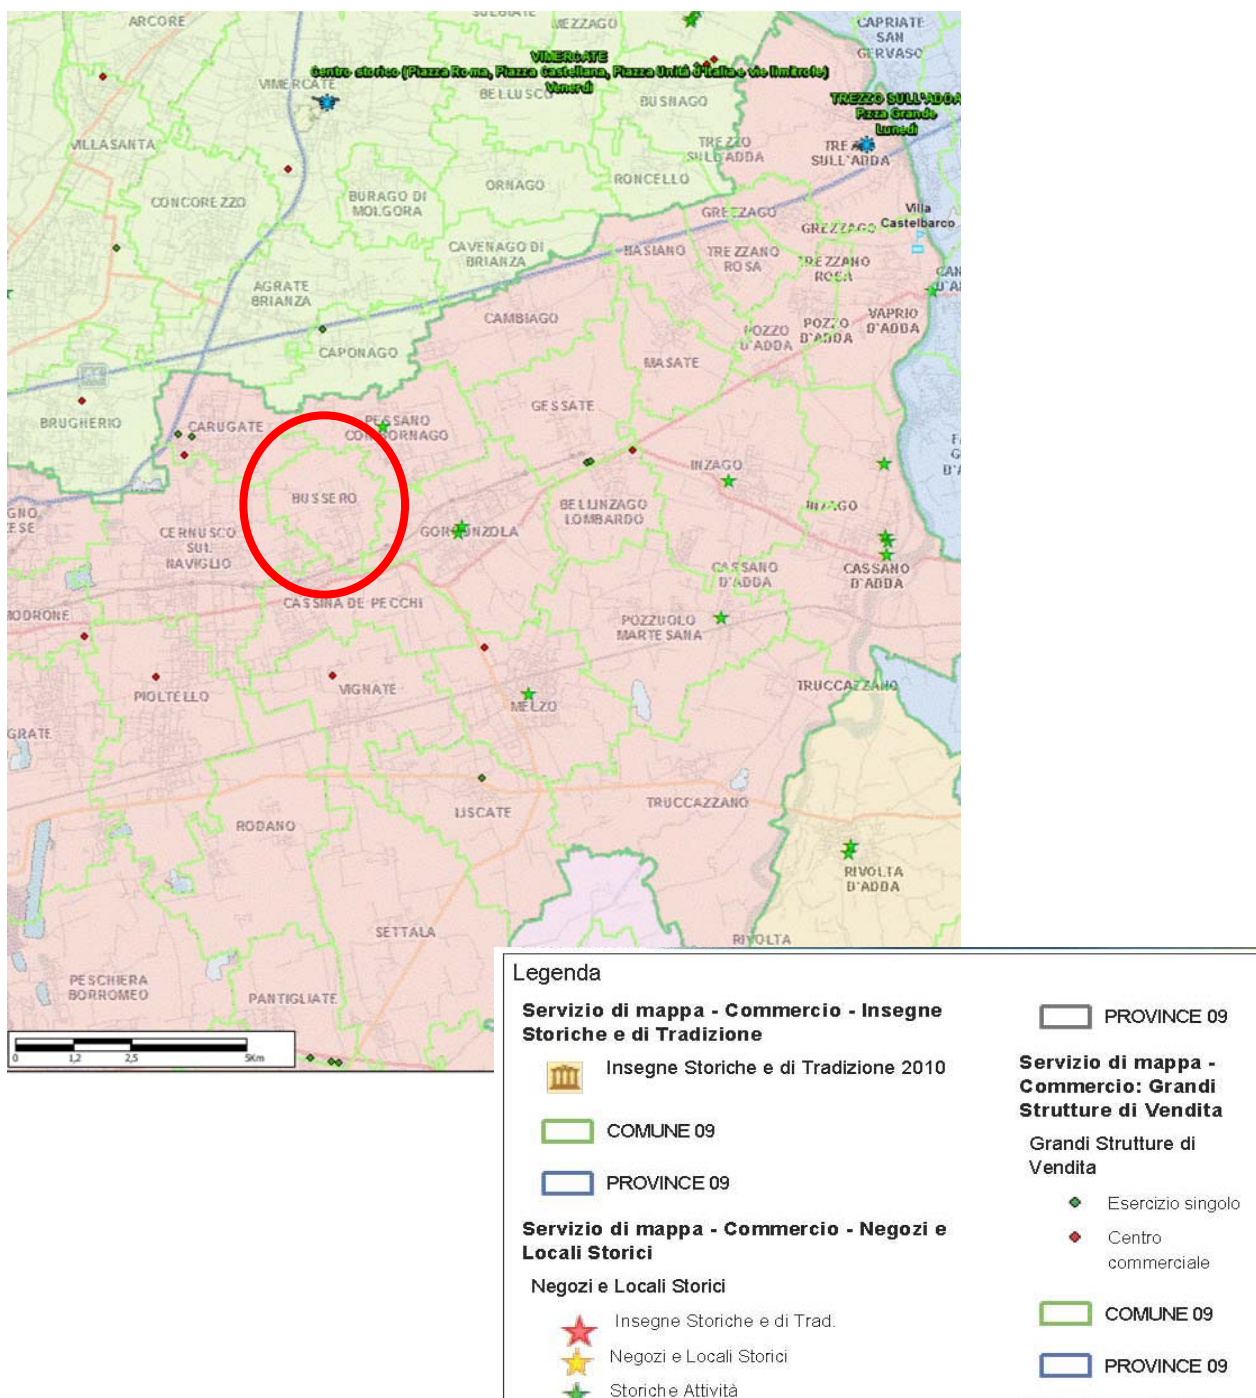 ARCORE
MEZZAGO
CAPRIATE
SAN
GERVASO
VIMERCATE
Centro storico (Piazza Roma, Piazza Castellana, Piazza Unità d'Italia e vie limitrofe)
Venerdì
VIMERCATE
BELLUSCO
BUSNAGO
TREZZO SULL'ADDA
P.zza Grande
Lunedì
VILLASANTA
TREZZO
SULL'ADDA
SULL'ADDA
CONCOREZZO
BURAGO DI
MOLGORA
ORNAGO
RONCELLO
GREZZAGO
Villa
Castelbarco
GREZZAGO
CAVENAGO DI
BRIANZA
BASIANO
TREZZANO
ROSA
TREZZANO
ROSA
AGRATE
BRIANZA
CAMBIAGO
POZZO
D'ADDA
POZZO
D'ADDA
VAPRIO
D'ADDA
CAPONAGO
MASATE
BRUGHERIO
CARUGATE
PESSANO
CON BORNAGO
GESSATE
INZAGO
BUSSERO
BELLINZAGO
LOMBARDO
INZAGO
CERNUSCO
SUL
NAVIGLIO
GORGONZOLA
CASSANO
D'ADDA
CASSANO
D'ADDA
CASSINA DE PECCHI
MODRONE
POZZUOLO
MARTESANA
PIOLTELLO
VIGNATE
MELZO
TRUCCAZZANO
GRATE
RODANO
LISCATE
TRUCCAZZANO
RIVOLTA
D'ADDA
SETTALA
RIVOLTA
PESCHIERA
BORROMEO
PANTIGLIATE
0 1,2 2,5 5Km
Legenda
Servizio di mappa - Commercio - Insegne
Storiche e di Tradizione
Insegne Storiche e di Tradizione 2010
COMUNE 09
PROVINCE 09
Servizio di mappa - Commercio - Negozi e
Locali Storici
Negozi e Locali Storici
Insegne Storiche e di Trad.
Negozi e Locali Storici
Storiche Attività
PROVINCE 09
Servizio di mappa -
Commercio: Grandi
Strutture di Vendita
Grandi Strutture di
Vendita
Esercizio singolo
Centro
commerciale
COMUNE 09
PROVINCE 09